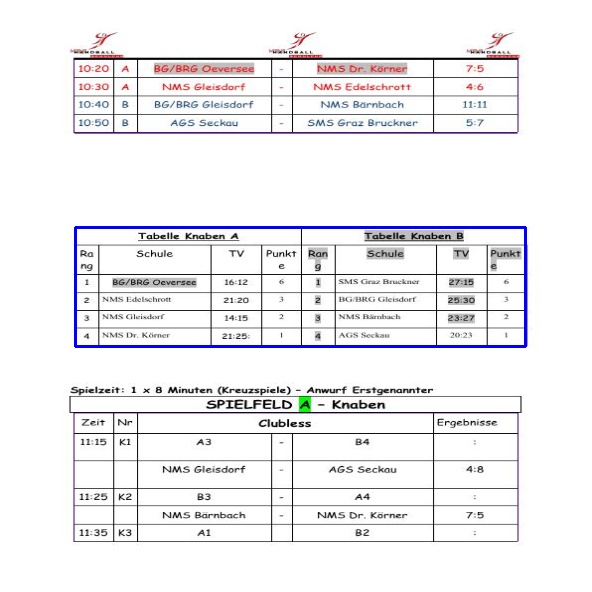 HANDBALL HANDBALL HANDBALL
10:20 A BG/BRG Oeversee - NMS Dr. Körner 7:5
10:30 A NMS Gleisdorf - NMS Edelschrott 4:6
10:40 B BG/BRG Gleisdorf - NMS Bärnbach 11:11
10:50 B AGS Seckau - SMS Graz Bruckner 5:7
Tabelle Knaben A Tabelle Knaben B
Ra Schule TV Punkt Ran Schule TV Punkt
ng e g e
1 BG/BRG Oeversee 16:12 6 1 SMS Graz Bruckner 27:15 6
2 NMS Edelschrott 21:20 3 2 BG/BRG Gleisdorf 25:30 3
3 NMS Gleisdorf 14:15 2 3 NMS Bärnbach 23:27 2
4 NMS Dr. Körner 21:25: 1 4 AGS Seckau 20:23 1
Spielzeit: 1 x 8 Minuten (Kreuzspiele) – Anwurf Erstgenannter
SPIELFELD A – Knaben
Zeit Nr Clubless Ergebnisse
11:15 K1 A3 - B4 :
NMS Gleisdorf - AGS Seckau 4:8
11:25 K2 B3 - A4 :
NMS Bärnbach - NMS Dr. Körner 7:5
11:35 K3 A1 - B2 :